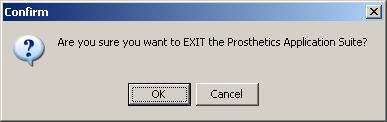 Confirm
Are you sure you want to EXIT the Prosthetics Application Suite?
OK
Cancel